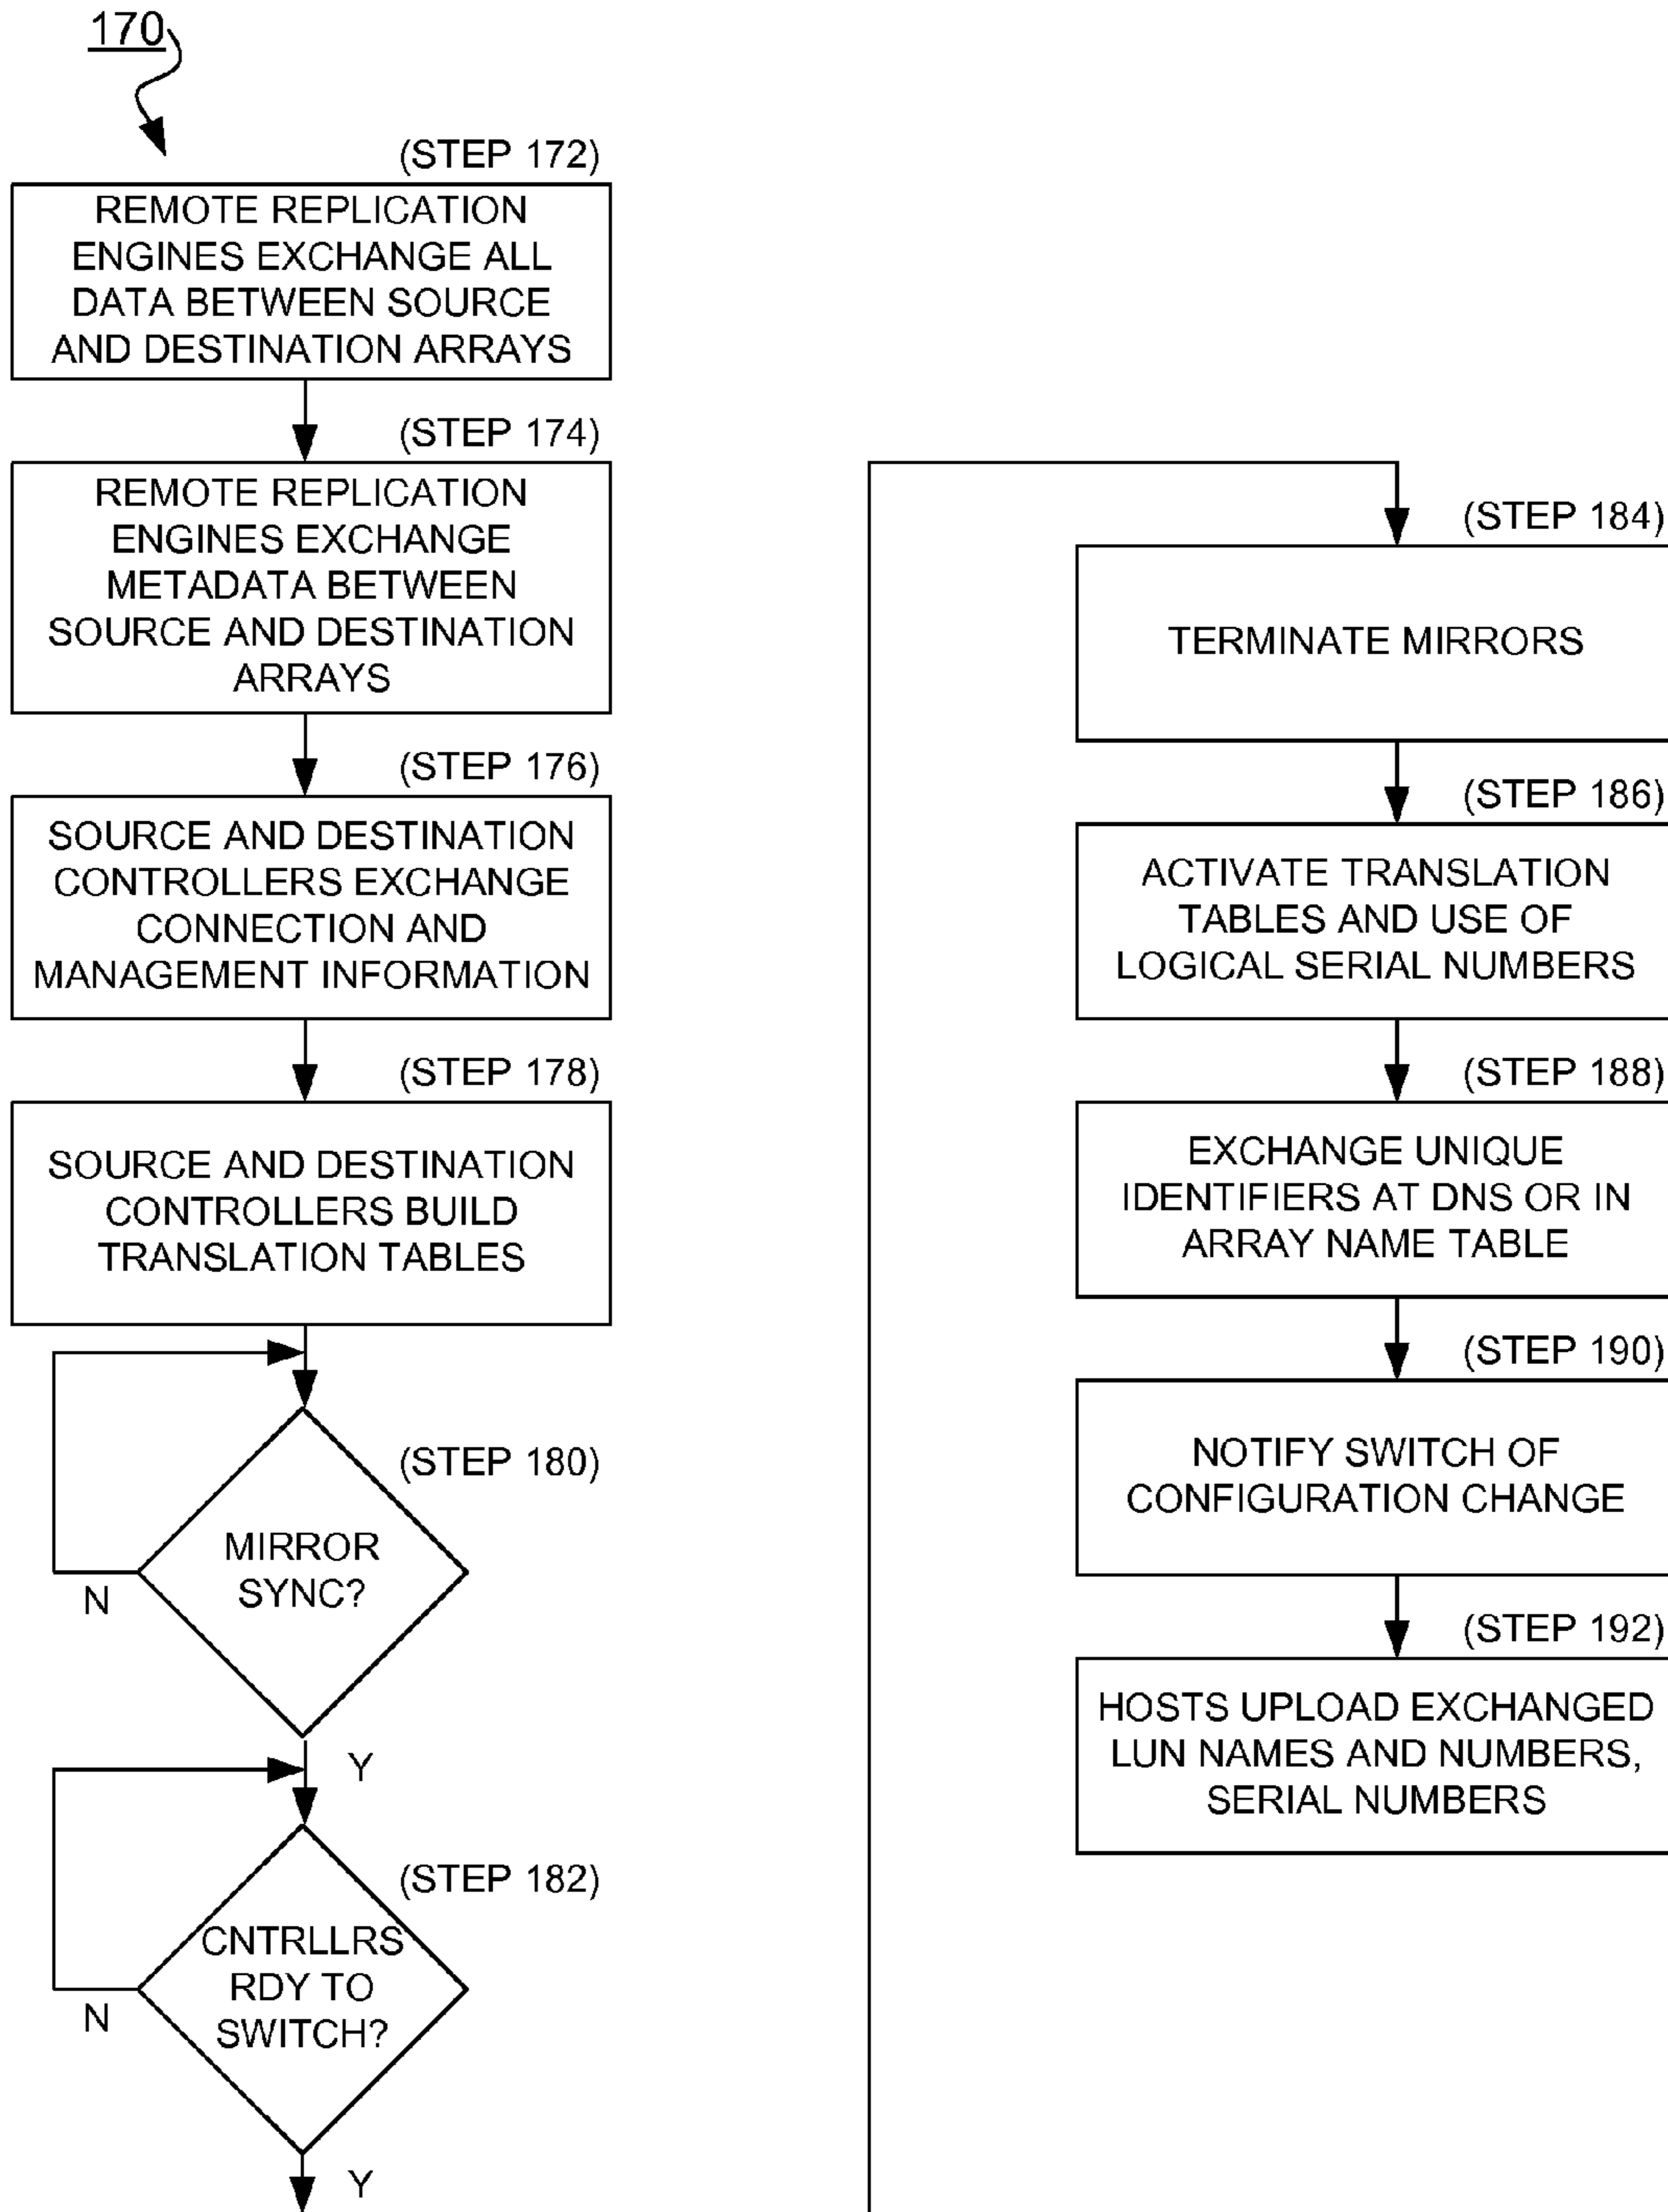 170
(STEP 172)
REMOTE REPLICATION
ENGINES EXCHANGE ALL
DATA BETWEEN SOURCE
AND DESTINATION ARRAYS
(STEP 174)
REMOTE REPLICATION
ENGINES EXCHANGE
METADATA BETWEEN
SOURCE AND DESTINATION
ARRAYS
(STEP 176)
SOURCE AND DESTINATION
CONTROLLERS EXCHANGE
CONNECTION AND
MANAGEMENT INFORMATION
(STEP 178)
SOURCE AND DESTINATION
CONTROLLERS BUILD
TRANSLATION TABLES
(STEP 180)
MIRROR
SYNC?
N
Y
(STEP 182)
CNTRLLRS
RDY TO
SWITCH?
N
Y
(STEP 184)
TERMINATE MIRRORS
(STEP 186)
ACTIVATE TRANSLATION
TABLES AND USE OF
LOGICAL SERIAL NUMBERS
(STEP 188)
EXCHANGE UNIQUE
IDENTIFIERS AT DNS OR IN
ARRAY NAME TABLE
(STEP 190)
NOTIFY SWITCH OF
CONFIGURATION CHANGE
(STEP 192)
HOSTS UPLOAD EXCHANGED
LUN NAMES AND NUMBERS,
SERIAL NUMBERS